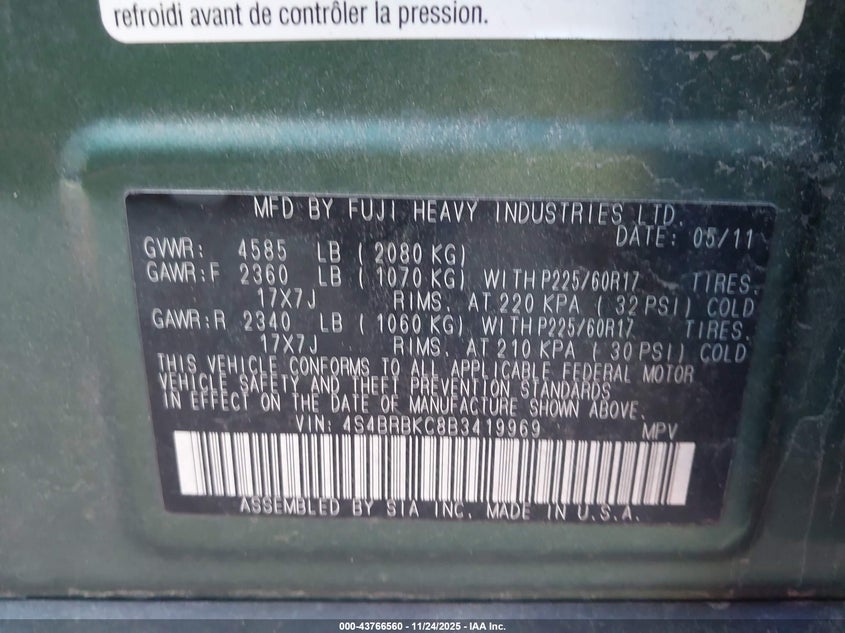 refroidi avant de contrôler la pression.
MFD BY FUJI HEAVY INDUSTRIES LTD.
DATE: 05/11
GVWR: 4585 LB ( 2080 KG)
GAWR:F 2360 LB ( 1070 KG) WITH P225/60R17 TIRES.
17X7J RIMS. AT 220 KPA ( 32 PSI) COLD
GAWR:R 2340 LB ( 1060 KG) WITH P225/60R17 TIRES.
17X7J RIMS. AT 210 KPA ( 30 PSI) COLD
THIS VEHICLE CONFORMS TO ALL APPLICABLE FEDERAL MOTOR
VEHICLE SAFETY AND THEFT PREVENTION STANDARDS
IN EFFECT ON THE DATE OF MANUFACTURE SHOWN ABOVE.
VIN: 4S4BRBKC8B3419969 MPV
ASSEMBLED BY SIA INC. MADE IN U.S.A.
000-43766560 - 11/24/2025 - IAA Inc.